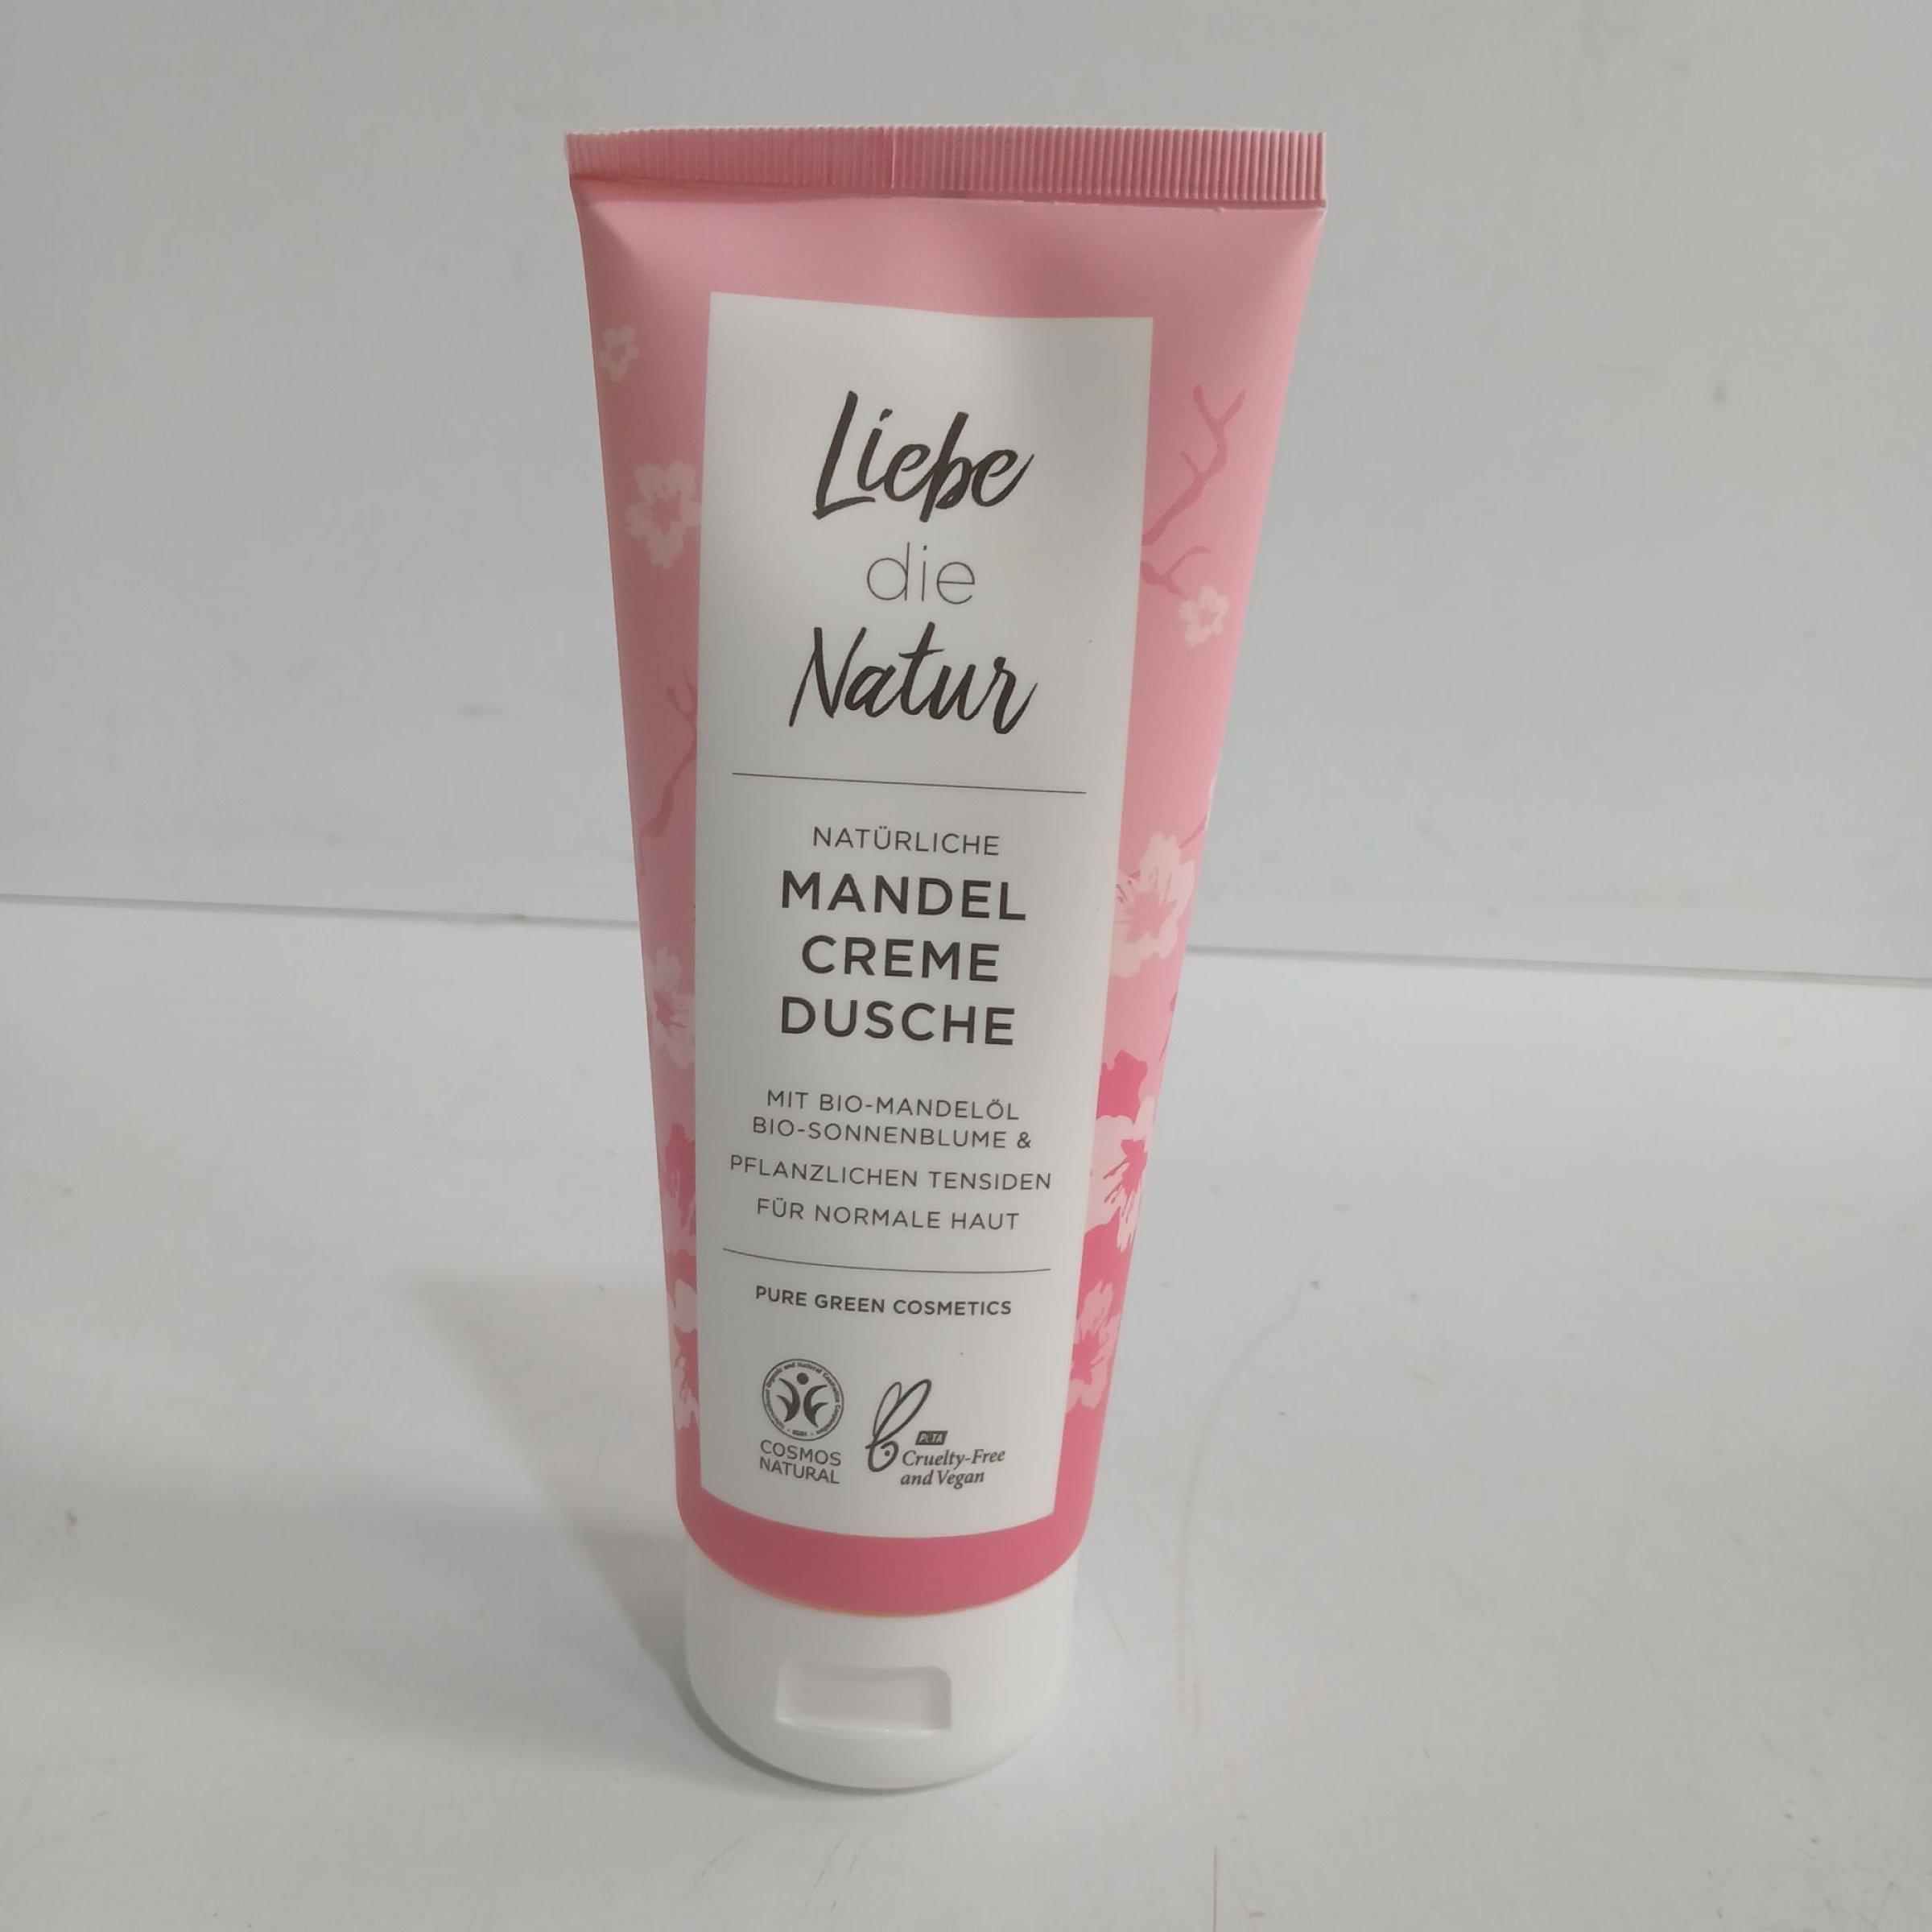 Liebe
die
Natur
NATÜRLICHE
MANDEL
CREME
DUSCHE
MIT BIO-MANDELÖL
BIO-SONNENBLUME &
PFLANZLICHEN TENSIDEN
FÜR NORMALE HAUT
PURE GREEN COSMETICS
COSMOS
NATURAL
PETA
Cruelty-Free
and Vegan